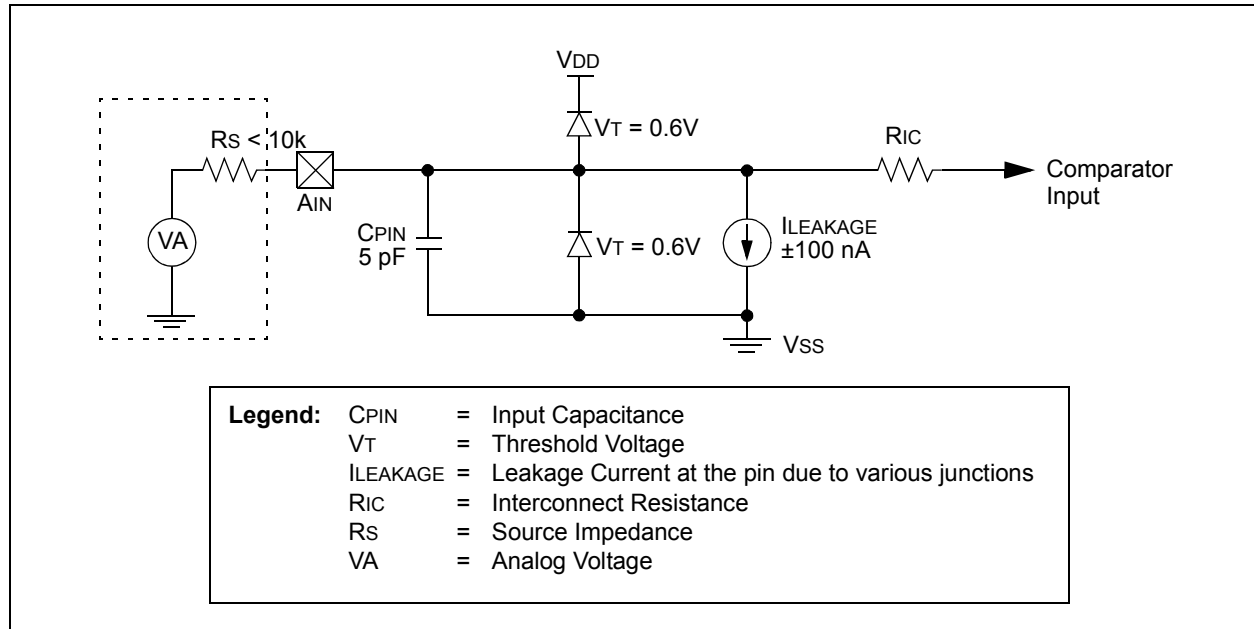 VDD
VT = 0.6V
RS < 10k
RIC
AIN
Comparator
Input
CPIN
5 pF
VA
VT = 0.6V
ILEAKAGE
±100 nA
VSS
Legend: CPIN = Input Capacitance
VT = Threshold Voltage
ILEAKAGE = Leakage Current at the pin due to various junctions
RIC = Interconnect Resistance
RS = Source Impedance
VA = Analog Voltage